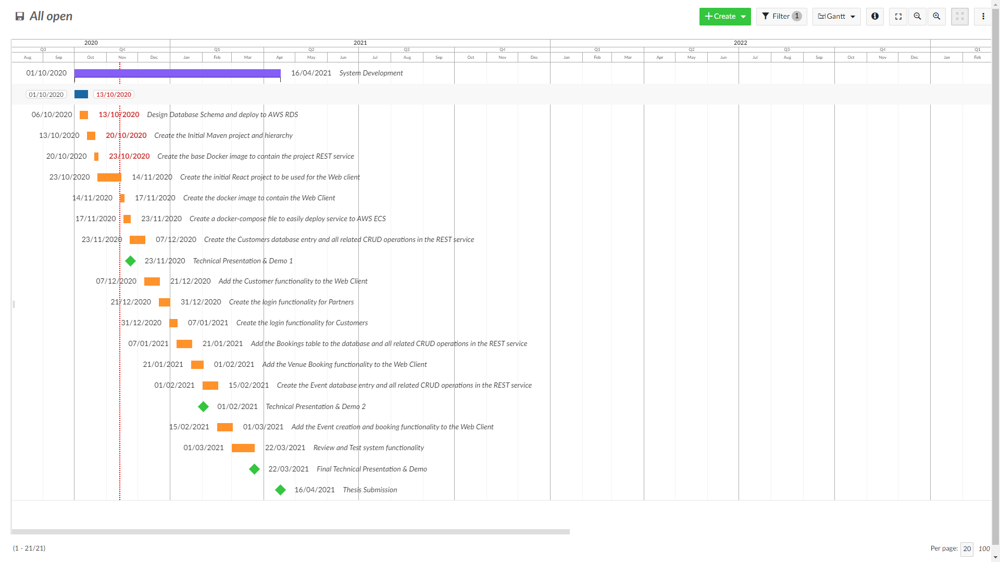 All open
Create Filter 1 Gantt
2020 2021 2022
Q3 Q4 Q1 Q2 Q3 Q4 Q1 Q2 Q3 Q4 Q1
Aug Sep Oct Nov Dec Jan Feb Mar Apr May Jun Jul Aug Sep Oct Nov Dec Jan Feb Mar Apr May Jun Jul Aug Sep Oct Nov Dec Jan Feb
01/10/2020 16/04/2021 System Development
01/10/2020 13/10/2020
06/10/2020 13/10/2020 Design Database Schema and deploy to AWS RDS
13/10/2020 20/10/2020 Create the Initial Maven project and hierarchy
20/10/2020 23/10/2020 Create the base Docker image to contain the project REST service
23/10/2020 14/11/2020 Create the initial React project to be used for the Web client
14/11/2020 17/11/2020 Create the docker image to contain the Web Client
17/11/2020 23/11/2020 Create a docker-compose file to easily deploy service to AWS ECS
23/11/2020 07/12/2020 Create the Customers database entry and all related CRUD operations in the REST service
23/11/2020 Technical Presentation & Demo 1
07/12/2020 21/12/2020 Add the Customer functionality to the Web Client
21/12/2020 31/12/2020 Create the login functionality for Partners
31/12/2020 07/01/2021 Create the login functionality for Customers
07/01/2021 21/01/2021 Add the Bookings table to the database and all related CRUD operations in the REST service
21/01/2021 01/02/2021 Add the Venue Booking functionality to the Web Client
01/02/2021 15/02/2021 Create the Event database entry and all related CRUD operations in the REST service
01/02/2021 Technical Presentation & Demo 2
15/02/2021 01/03/2021 Add the Event creation and booking functionality to the Web Client
01/03/2021 22/03/2021 Review and Test system functionality
22/03/2021 Final Technical Presentation & Demo
16/04/2021 Thesis Submission
(1 - 21/21) Per page: 20 100